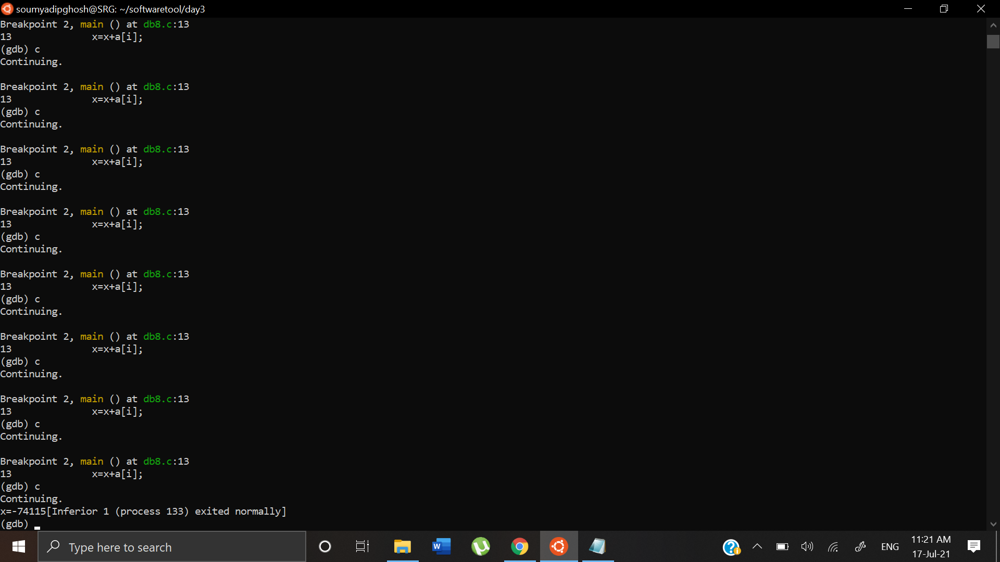 soumyadipghosh@SRG: ~/softwaretool/day3
Breakpoint 2, main () at db8.c:13
13              x=x+a[i];
(gdb) c
Continuing.
Breakpoint 2, main () at db8.c:13
13              x=x+a[i];
(gdb) c
Continuing.
Breakpoint 2, main () at db8.c:13
13              x=x+a[i];
(gdb) c
Continuing.
Breakpoint 2, main () at db8.c:13
13              x=x+a[i];
(gdb) c
Continuing.
Breakpoint 2, main () at db8.c:13
13              x=x+a[i];
(gdb) c
Continuing.
Breakpoint 2, main () at db8.c:13
13              x=x+a[i];
(gdb) c
Continuing.
Breakpoint 2, main () at db8.c:13
13              x=x+a[i];
(gdb) c
Continuing.
Breakpoint 2, main () at db8.c:13
13              x=x+a[i];
(gdb) c
Continuing.
x=-74115[Inferior 1 (process 133) exited normally]
(gdb)
Type here to search
ENG
11:21 AM
17-Jul-21